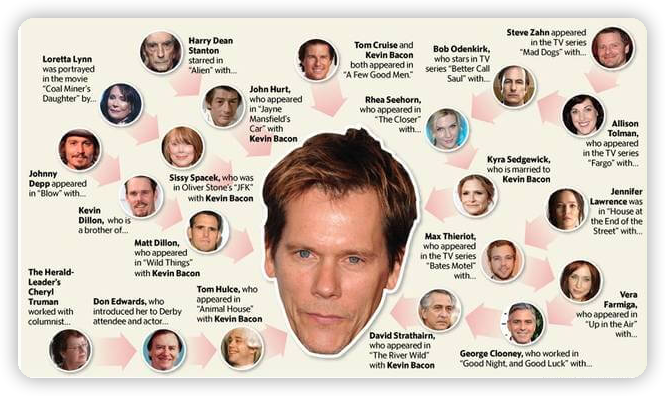 Loretta Lynn
was portrayed
in the movie
"Coal Miner's
Daughter" by...
Harry Dean
Stanton
starred in
"Alien" with...
John Hurt,
who appeared
in "Jayne
Mansfield's
Car" with
Kevin Bacon
Tom Cruise and
Kevin Bacon
both appeared in
"A Few Good Men."
Bob Odenkirk,
who stars in TV
series "Better Call
Saul" with...
Steve Zahn appeared
in the TV series
"Mad Dogs" with...
Rhea Seehorn,
who appeared in
"The Closer"
with...
Allison
Tolman,
who appeared
in the TV series
"Fargo" with...
Kyra Sedgewick,
who is married to
Kevin Bacon
Johnny
Depp appeared
in "Blow" with...
Sissy Spacek, who was
in Oliver Stone's "JFK"
with Kevin Bacon
Kevin
Dillon, who is
a brother of...
Matt Dillon,
who appeared
in "Wild Things"
with Kevin Bacon
Jennifer
Lawrence was
in "House at
the End of the
Street" with...
Max Thieriot,
who appeared
in the TV series
"Bates Motel"
with...
Vera
Farmiga,
who appeared in
"Up in the Air"
with...
The Herald-
Leader's
Cheryl
Truman
worked with
columnist...
Don Edwards, who
introduced her to Derby
attendee and actor...
Tom Hulce, who
appeared in
"Animal House"
with Kevin Bacon
David Strathairn,
who appeared in
"The River Wild"
with Kevin Bacon
George Clooney, who worked in
"Good Night, and Good Luck" with...